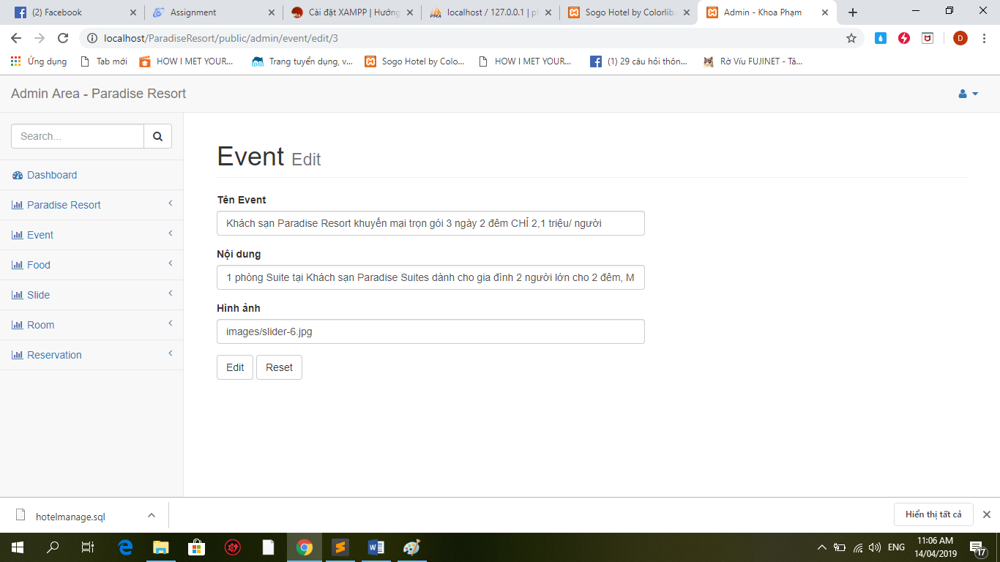 (2) Facebook
Assignment
Cài đặt XAMPP | Hướng
localhost / 127.0.0.1 | p
Sogo Hotel by Colorlib.
Admin - Khoa Phạm
localhost/ParadiseResort/public/admin/event/edit/3
D
Ứng dụng
Tab mới
HOW I MET YOUR...
Trang tuyển dụng, v...
Sogo Hotel by Colo...
HOW I MET YOUR...
(1) 29 câu hỏi thôn...
Rờ Víu FUJINET - Tâ...
Admin Area - Paradise Resort
Search...
Dashboard
Paradise Resort
Event
Food
Slide
Room
Reservation
Event Edit
Tên Event
Khách sạn Paradise Resort khuyến mại trọn gói 3 ngày 2 đêm CHỈ 2,1 triệu/ người
Nội dung
1 phòng Suite tại Khách sạn Paradise Suites dành cho gia đình 2 người lớn cho 2 đêm, M
Hình ảnh
images/slider-6.jpg
Edit
Reset
hotelmanage.sql
Hiển thị tất cả
ENG
11:06 AM
14/04/2019
17